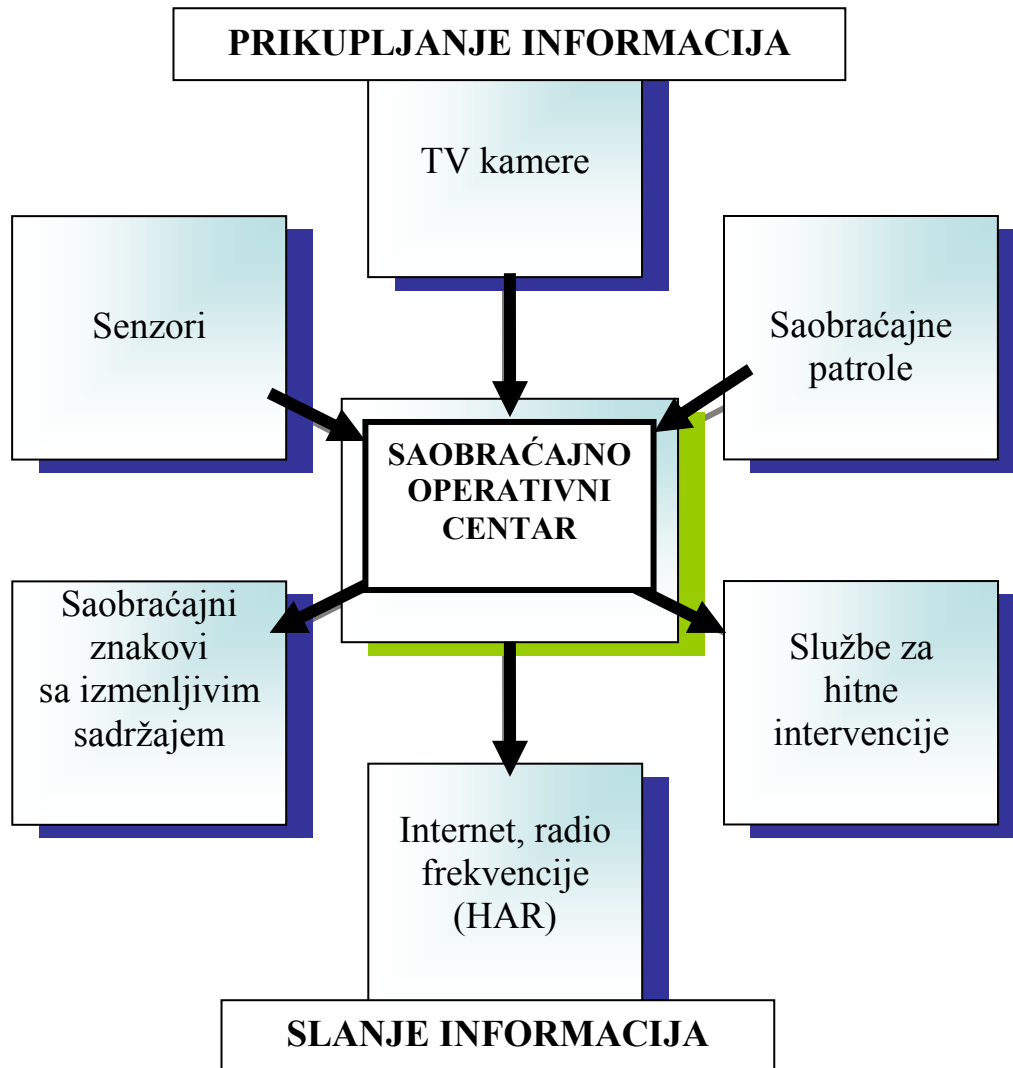 PRIKUPLJANJE INFORMACIJA
TV kamere
Senzori
Saobraćajne
patrole
SAOBRAĆAJNO
OPERATIVNI
CENTAR
Saobraćajni
znakovi
sa izmenljivim
sadržajem
Službe za
hitne
intervencije
Internet, radio
frekvencije
(HAR)
SLANJE INFORMACIJA